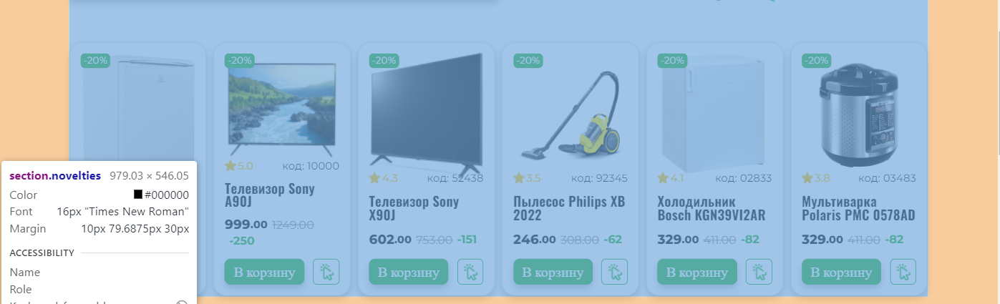 -20%
-20%
-20%
-20%
-20%
-20%
5.0 код: 10000
4.3 код: 52438
3.5 код: 92345
4.1 код: 02833
3.8 код: 03483
Телевизор Sony
A90J
Телевизор Sony
X90J
Пылесос Philips XB
2022
Холодильник
Bosch KGN39VI2AR
Мультиварка
Polaris PMC 0578AD
999.00 1249.00
-250
602.00 753.00 -151
246.00 308.00 -62
329.00 411.00 -82
329.00 411.00 -82
В корзину
В корзину
В корзину
В корзину
В корзину
section.novelties 979.03 × 546.05
Color #000000
Font 16px "Times New Roman"
Margin 10px 79.6875px 30px
ACCESSIBILITY
Name
Role